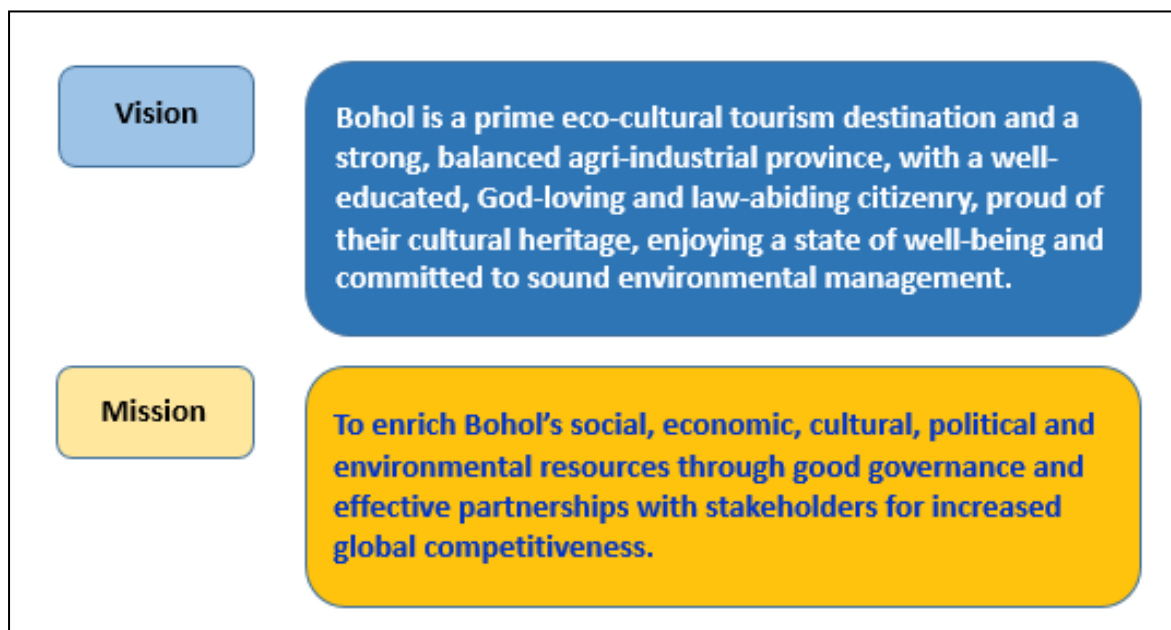 Vision
Bohol is a prime eco-cultural tourism destination and a
strong, balanced agri-industrial province, with a well-
educated, God-loving and law-abiding citizenry, proud of
their cultural heritage, enjoying a state of well-being and
committed to sound environmental management.
Mission
To enrich Bohol’s social, economic, cultural, political and
environmental resources through good governance and
effective partnerships with stakeholders for increased
global competitiveness.